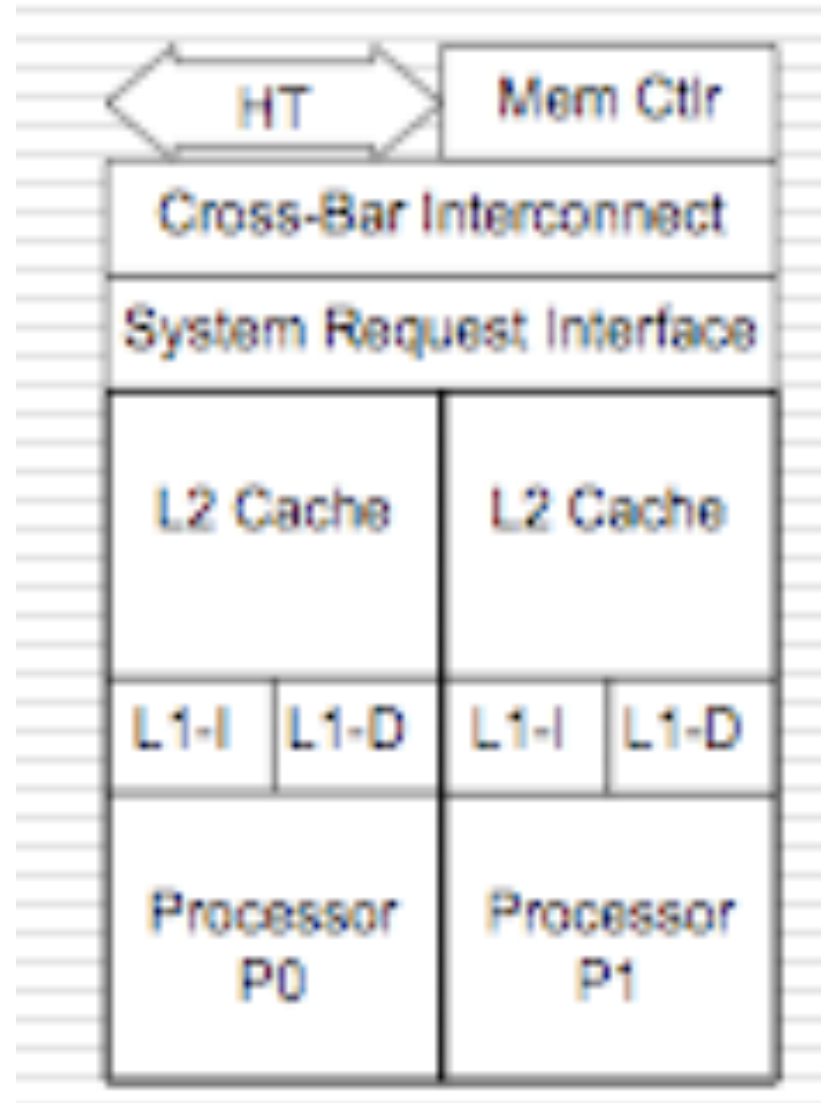 HT
Mem Ctlr
Cross-Bar Interconnect
System Request Interface
L2 Cache
L2 Cache
L1-I
L1-D
L1-I
L1-D
Processor
P0
Processor
P1